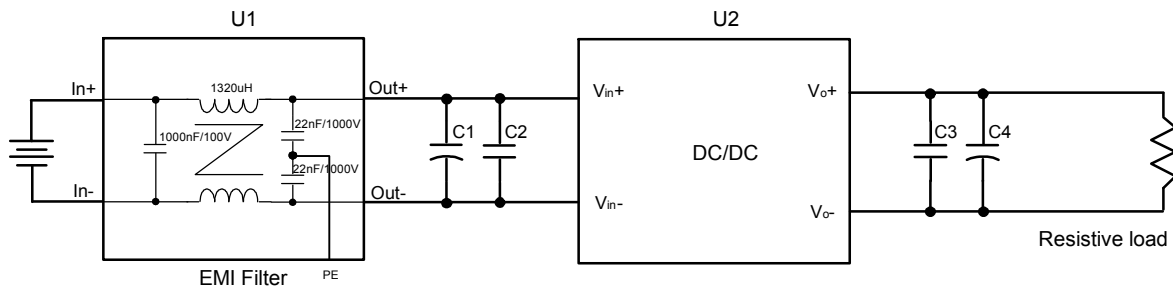 U1
U2
In+
1320uH
Out+
Vin+
Vo+
1000nF/100V
22nF/1000V
C1
C2
C3
C4
DC/DC
22nF/1000V
In-
Out-
Vin-
Vo-
Resistive load
EMI Filter
PE